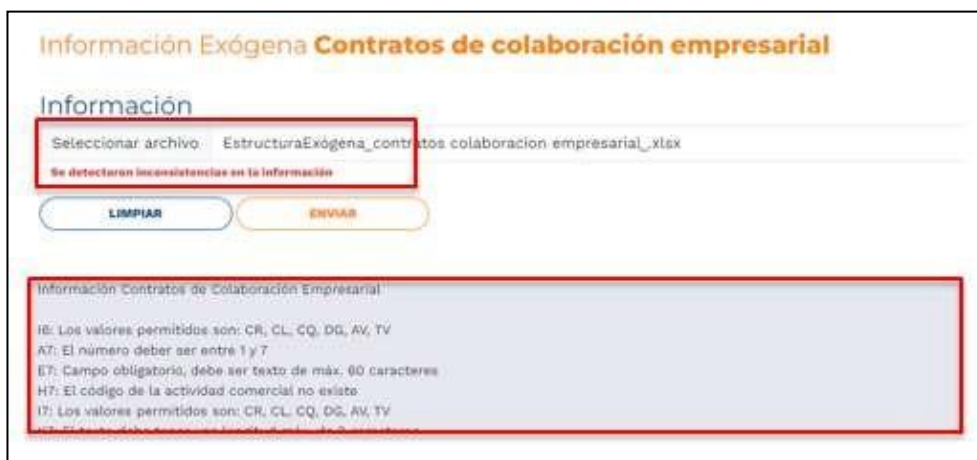 Información Exógena Contratos de colaboración empresarial
Información
Seleccionar archivo EstructuraExógena_contratos colaboracion empresarial_.xlsx
Se detectaron inconsistencias en la información
LIMPIAR ENVIAR
Información Contratos de Colaboración Empresarial
I6: Los valores permitidos son: CR, CL, CQ, DG, AV, TV
A7: El número deber ser entre 1 y 7
E7: Campo obligatorio, debe ser texto de máx. 60 caracteres
H7: El código de la actividad comercial no existe
I7: Los valores permitidos son: CR, CL, CQ, DG, AV, TV